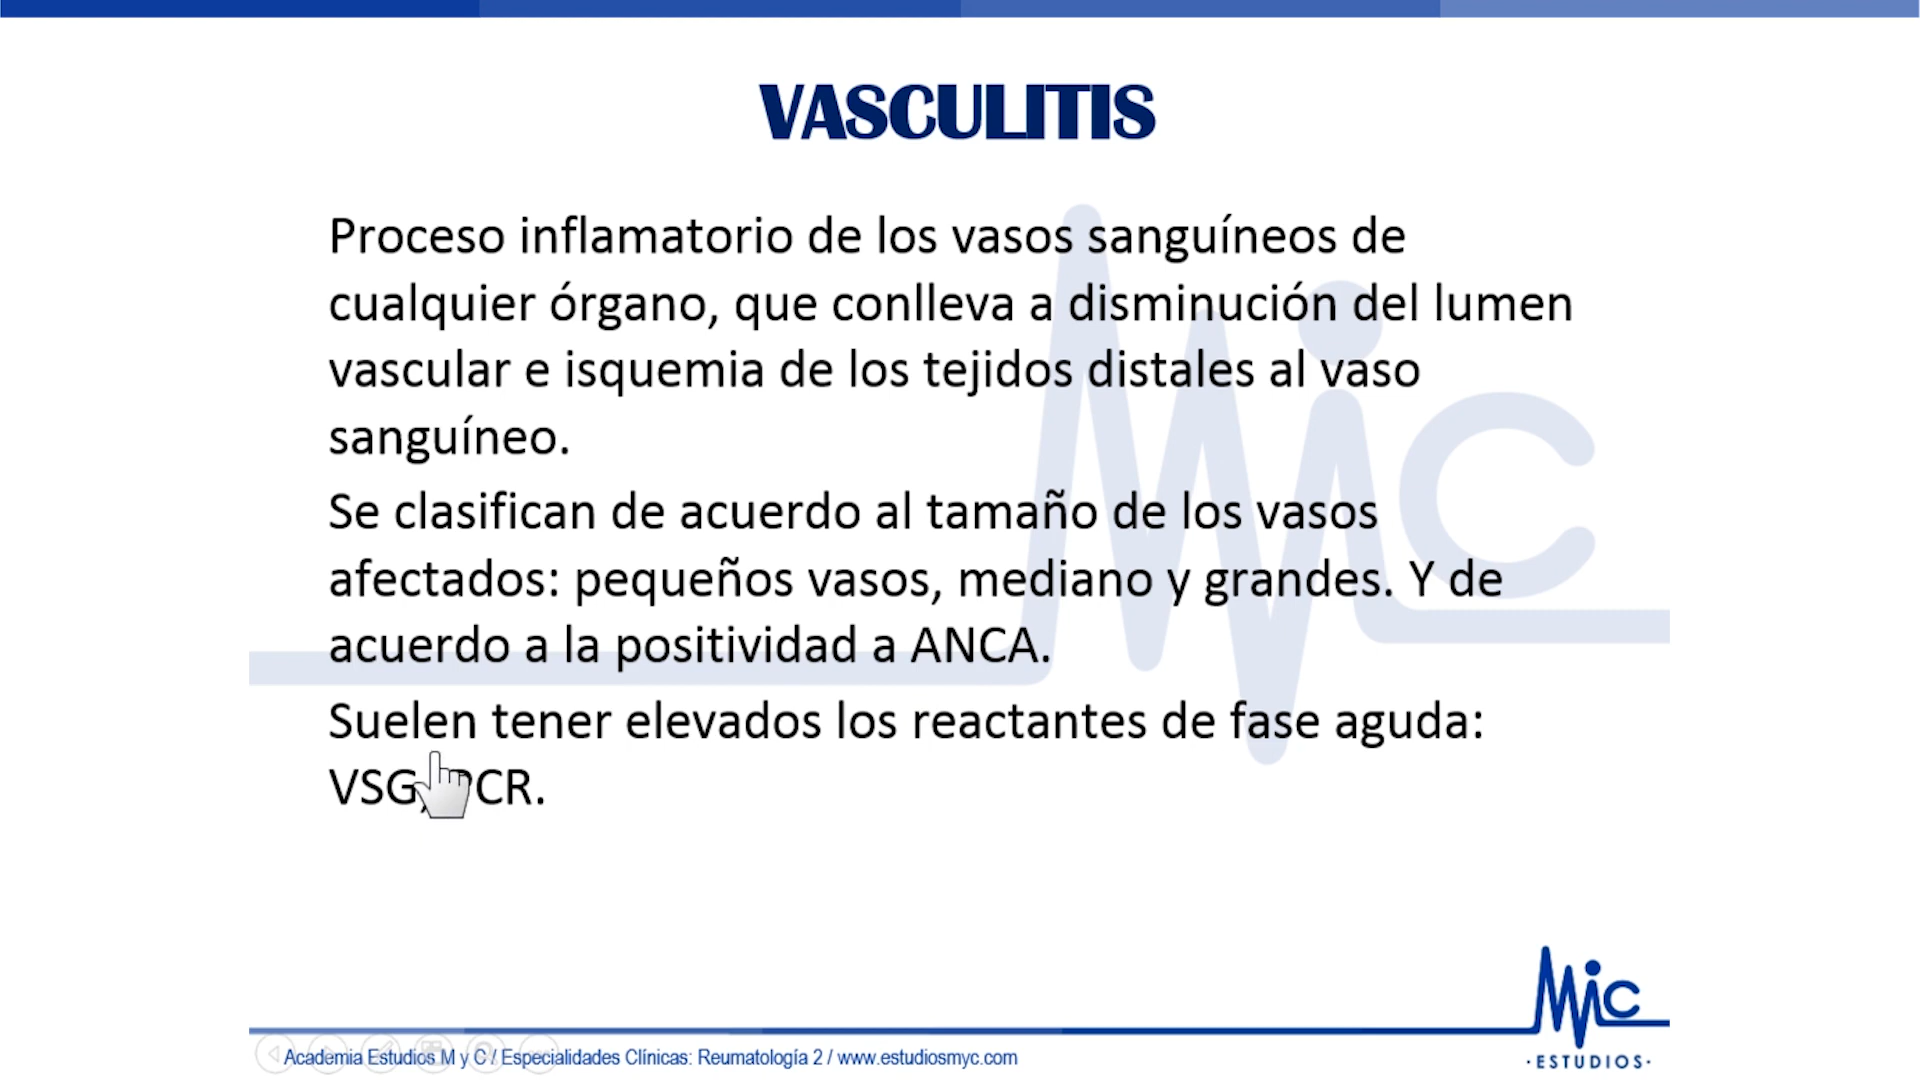 VASCULITIS
Proceso inflamatorio de los vasos sanguíneos de
cualquier órgano, que conlleva a disminución del lumen
vascular e isquemia de los tejidos distales al vaso
sanguíneo.
Se clasifican de acuerdo al tamaño de los vasos
afectados: pequeños vasos, mediano y grandes. Y de
acuerdo a la positividad a ANCA.
Suelen tener elevados los reactantes de fase aguda:
VSG, PCR.
MiC
·ESTUDIOS·
Academia Estudios M y C / Especialidades Clínicas: Reumatología 2 / www.estudiosmyc.com